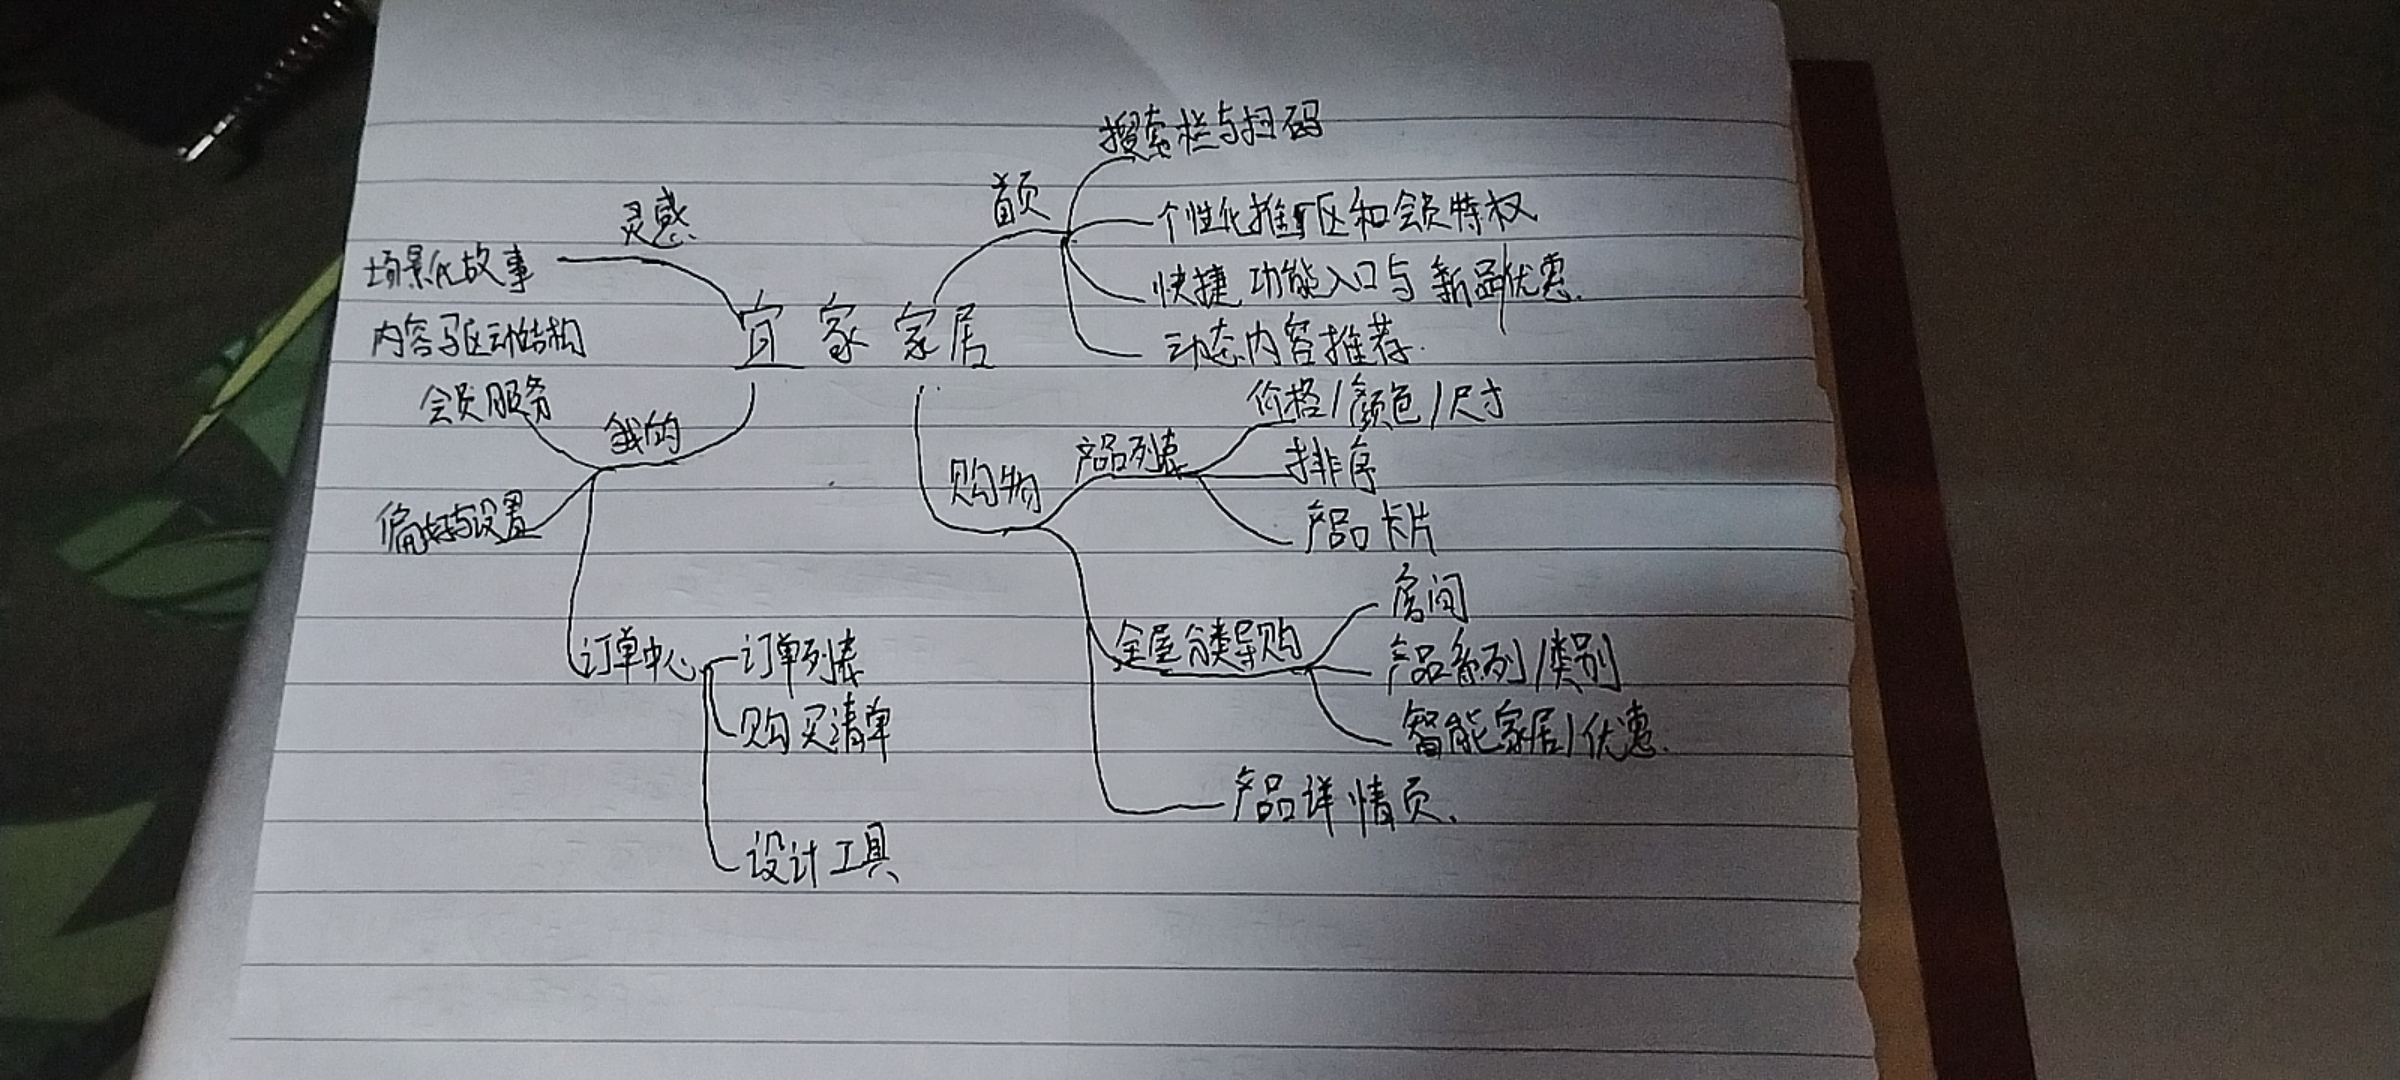 宜家家居
首页
搜索栏与扫码
个性化推广区和会员特权
快捷功能入口与新品/优惠.
动态内容推荐.
购物
产品列表
价格/颜色/尺寸
排序
产品卡片
全屋分类导购
房间
产品系列/类别
智能家居/优惠.
产品详情页.
灵感
场景化故事
内容驱动结构
我的
会员服务
偏好与设置
订单中心
订单列表
购买清单
设计工具